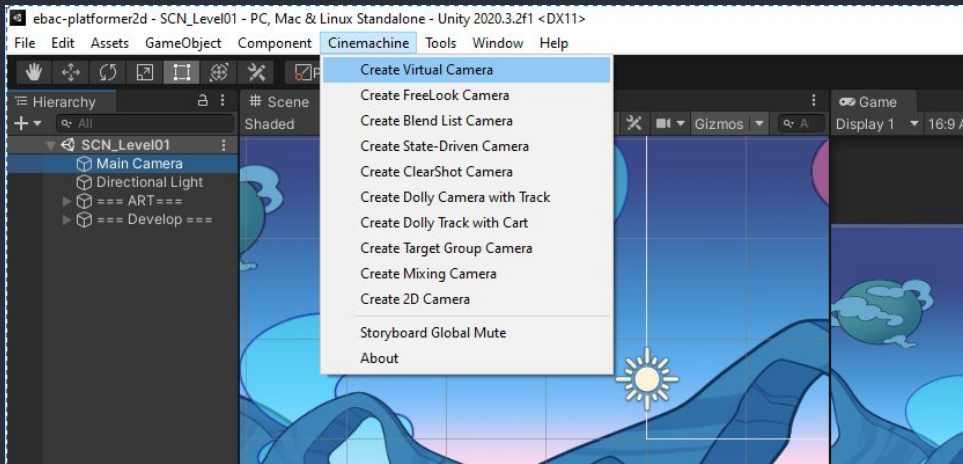 ebac-platformer2d - SCN_Level01 - PC, Mac & Linux Standalone - Unity 2020.3.2f1 <DX11>
File Edit Assets GameObject Component Cinemachine Tools Window Help
Hierarchy
All
SCN_Level01
Main Camera
Directional Light
=== ART===
=== Develop ===
Scene
Shaded
Create Virtual Camera
Create FreeLook Camera
Create Blend List Camera
Create State-Driven Camera
Create ClearShot Camera
Create Dolly Camera with Track
Create Dolly Track with Cart
Create Target Group Camera
Create Mixing Camera
Create 2D Camera
Storyboard Global Mute
About
Gizmos
Game
Display 1 16:9